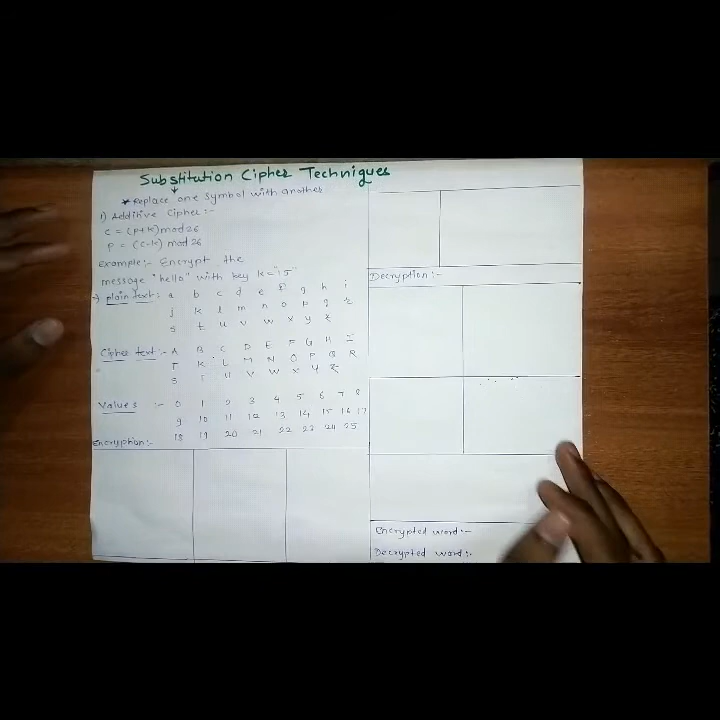 Substitution Cipher Techniques
* Replace one symbol with another
1) Additive Cipher:-
C = (P+K) mod 26
P = (C-K) mod 26
Example:- Encrypt the
message "hello" with key K="15"
→) plain text: a b c d e f g h i
j k l m n o p q r
s t u v w x y z
Cipher text:- A B C D E F G H I
J K L M N O P Q R
S T U V W X Y Z
Values :- 0 1 2 3 4 5 6 7 8
9 10 11 12 13 14 15 16 17
18 19 20 21 22 23 24 25
Encryption:-
Decryption:-
Encrypted word:-
Decrypted word:-